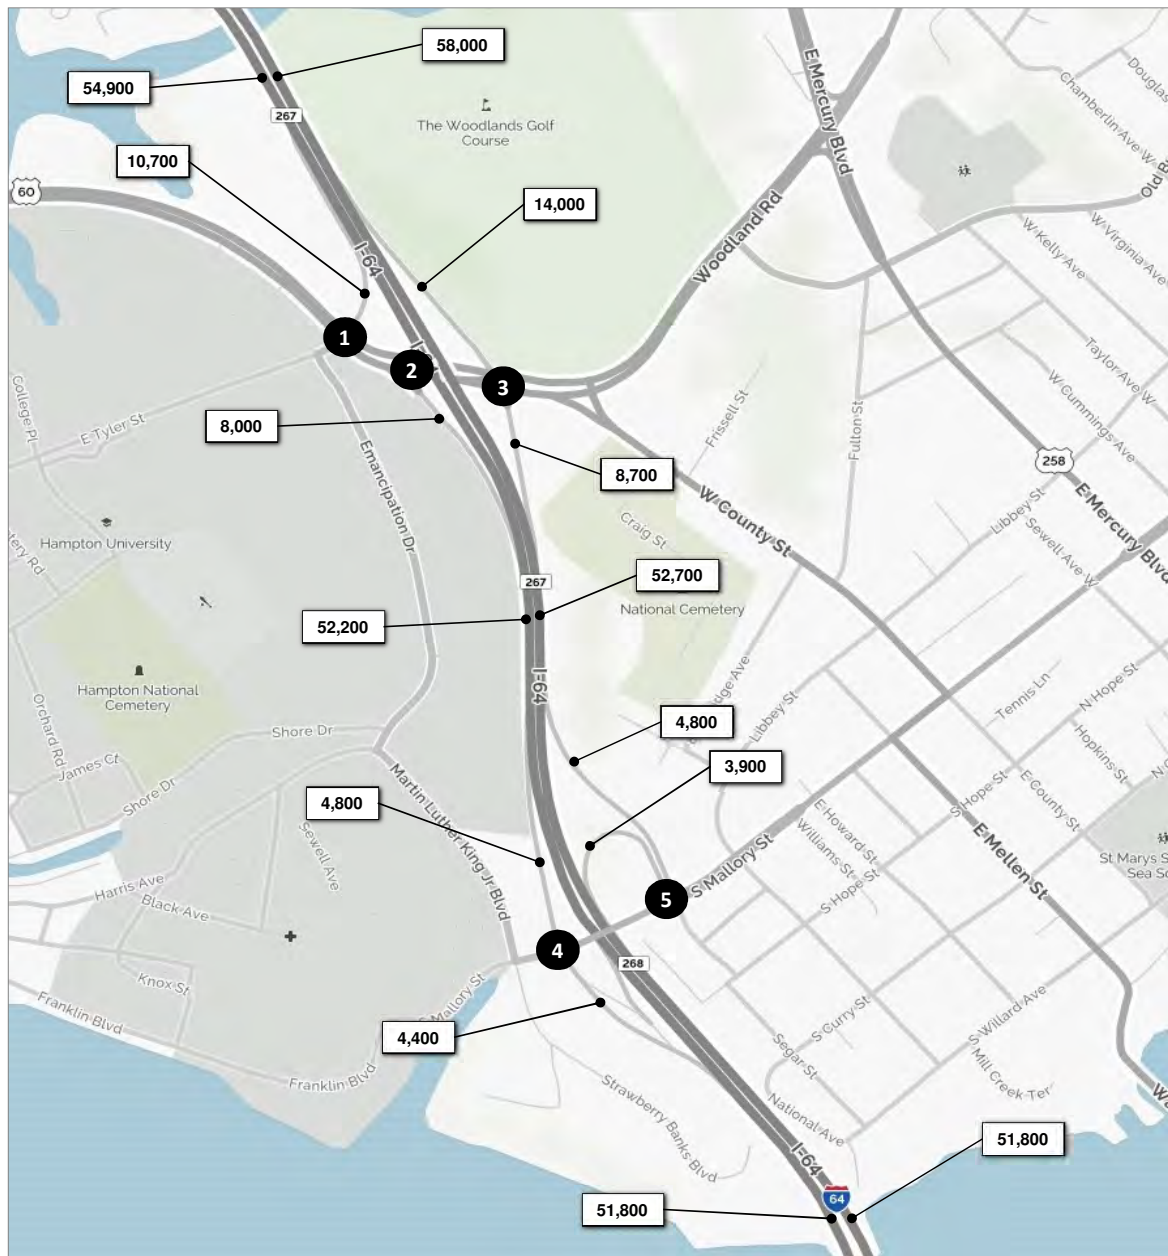 58,000
54,900
E Mercury Blvd
Douglas
Chamberlin Ave W
267
The Woodlands Golf
Course
10,700
60
14,000
Old B
W Virginia Ave
W Kelly Ave
Woodland Rd
I-64
1
2
3
Taylor Ave W
W Cummings Ave
College Pl
E Tyler St
8,000
Emancipation Dr
Frissell St
Fulton St
8,700
258
E Mercury Blvd
W County St
Libbey St
Sewell Ave W
Craig St
Hampton University
tery Rd
267
52,700
National Cemetery
52,200
I-64
Hampton National
Cemetery
Orchard Rd
Shore Dr
James Ct
Shore Dr
Libbey St
Tennis Ln
N Hope St
Hopkins St
4,800
3,900
4,800
Martin Luther King Jr Blvd
S Hope St
E County St
E Howard St
Williams St
E Mellen St
S Mallory St
S Hope St
Sewell Ave
St Marys S
Sea Sc
Harris Ave
Black Ave
5
4
268
Knox St
S Mallory St
Franklin Blvd
S Willard Ave
S Curry St
4,400
Segar St
Mill Creek Ter
Franklin Blvd
Strawberry Banks Blvd
National Ave
Wa
I-64
51,800
64
51,800